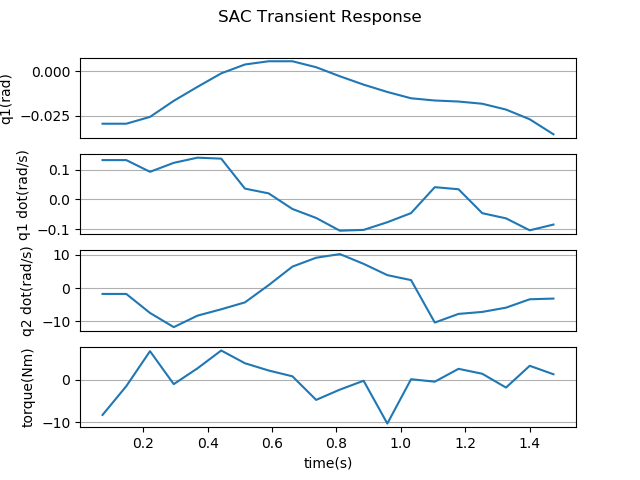 SAC Transient Response
0.000
−0.025
q1(rad)
0.1
0.0
−0.1
q1 dot(rad/s)
10
0
−10
q2 dot(rad/s)
0
−10
torque(Nm)
0.2 0.4 0.6 0.8 1.0 1.2 1.4
time(s)